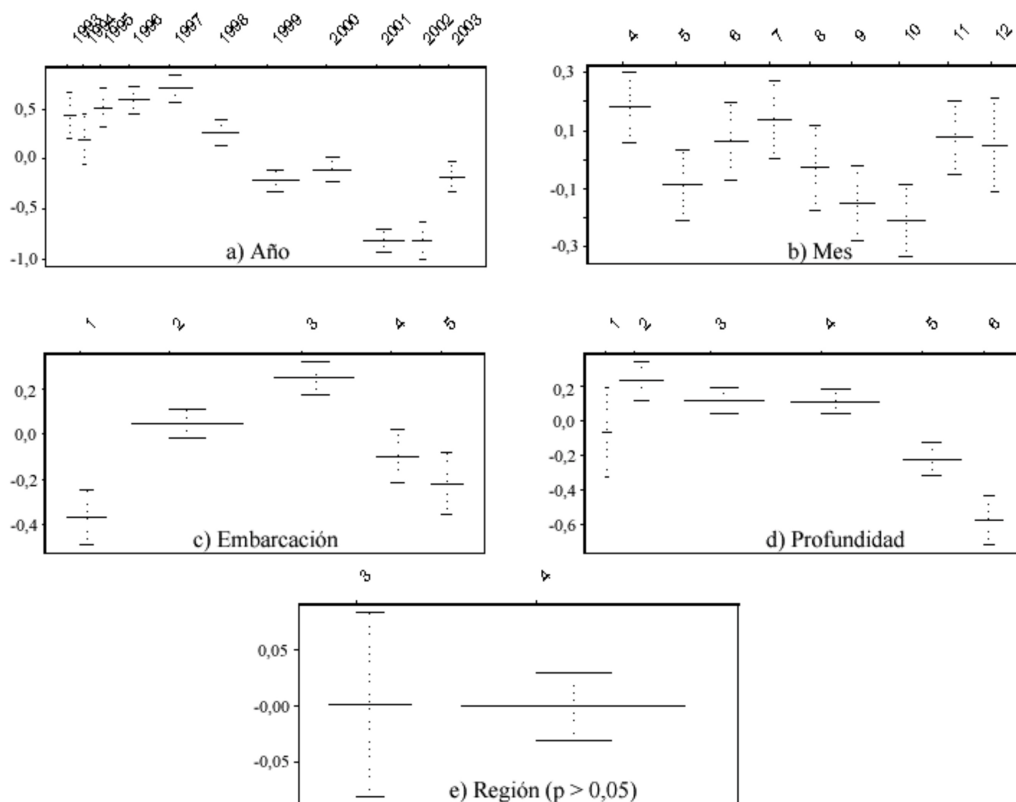 1993 1994 1995 1996 1997 1998 1999 2000 2001 2002 2003
0,5
0,0
-0,5
-1,0
a) Año
4 5 6 7 8 9 10 11 12
0,3
0,1
-0,1
-0,3
b) Mes
1 2 3 4 5
0,2
0,0
-0,2
-0,4
c) Embarcación
1 2 3 4 5 6
0,2
0,0
-0,2
-0,4
-0,6
d) Profundidad
3 4
0,05
-0,00
-0,05
e) Región (p > 0,05)